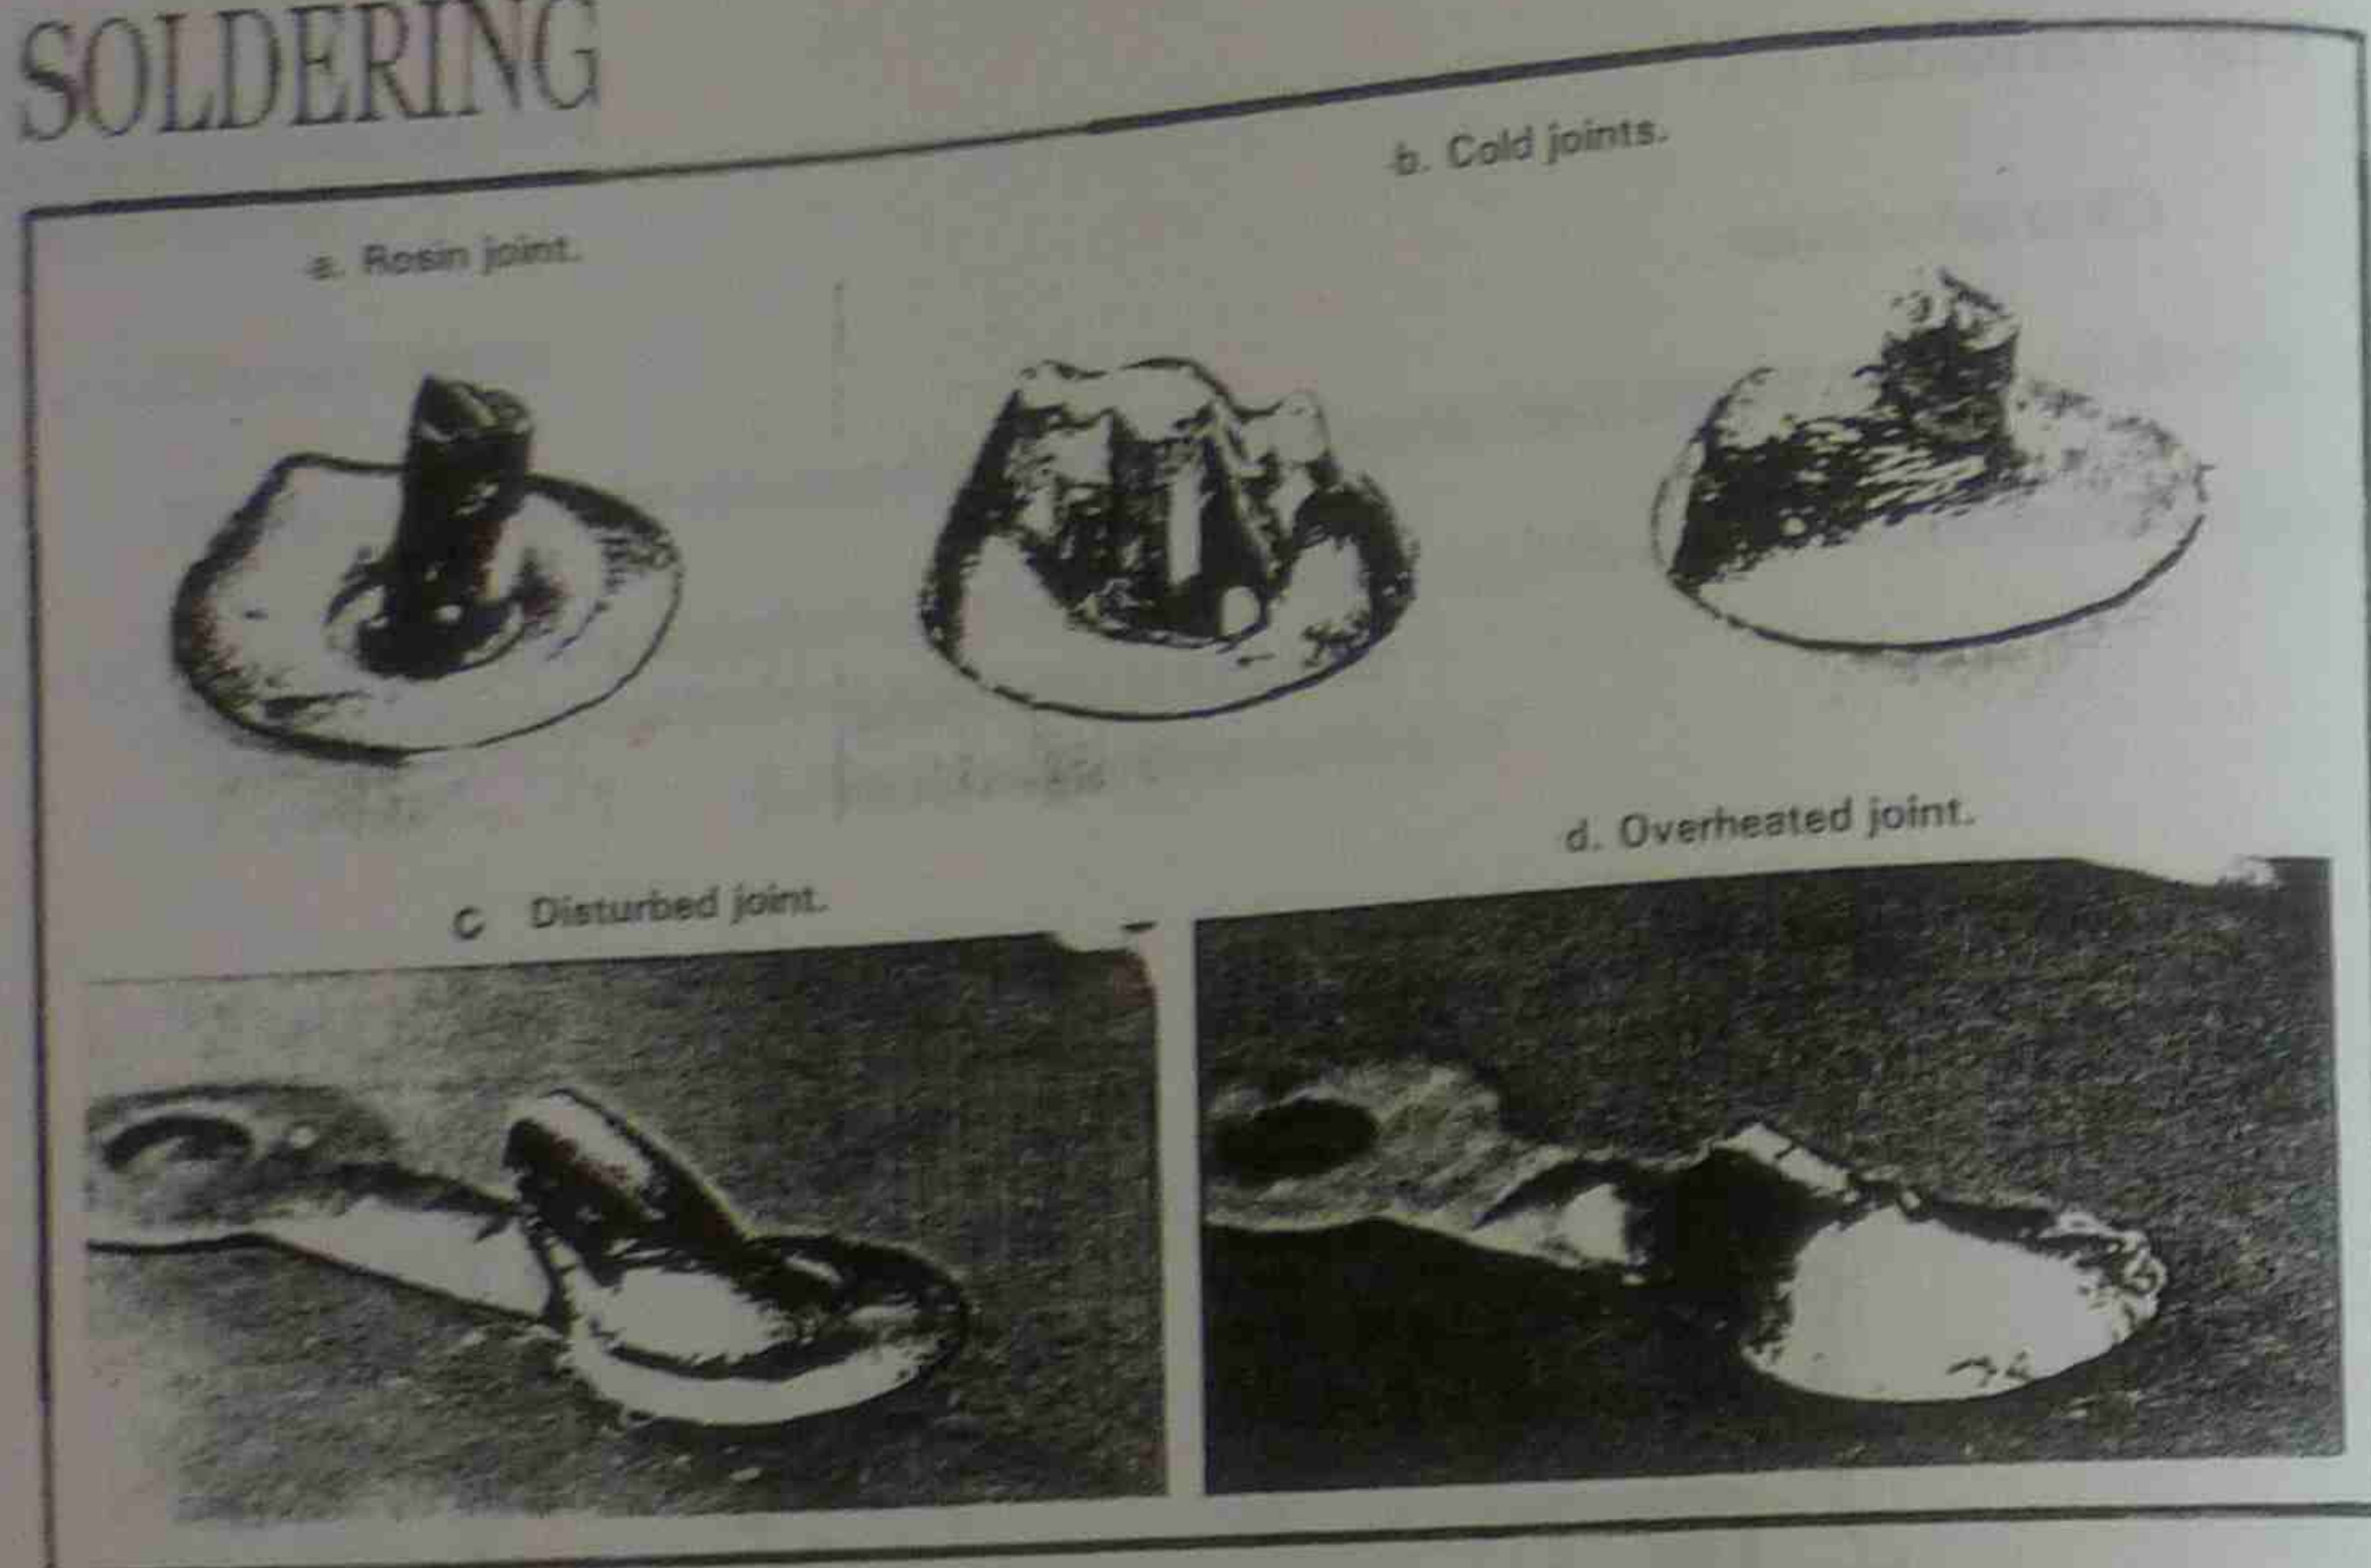 SOLDERING
a. Rosin joint.
b. Cold joints.
C Disturbed joint.
d. Overheated joint.